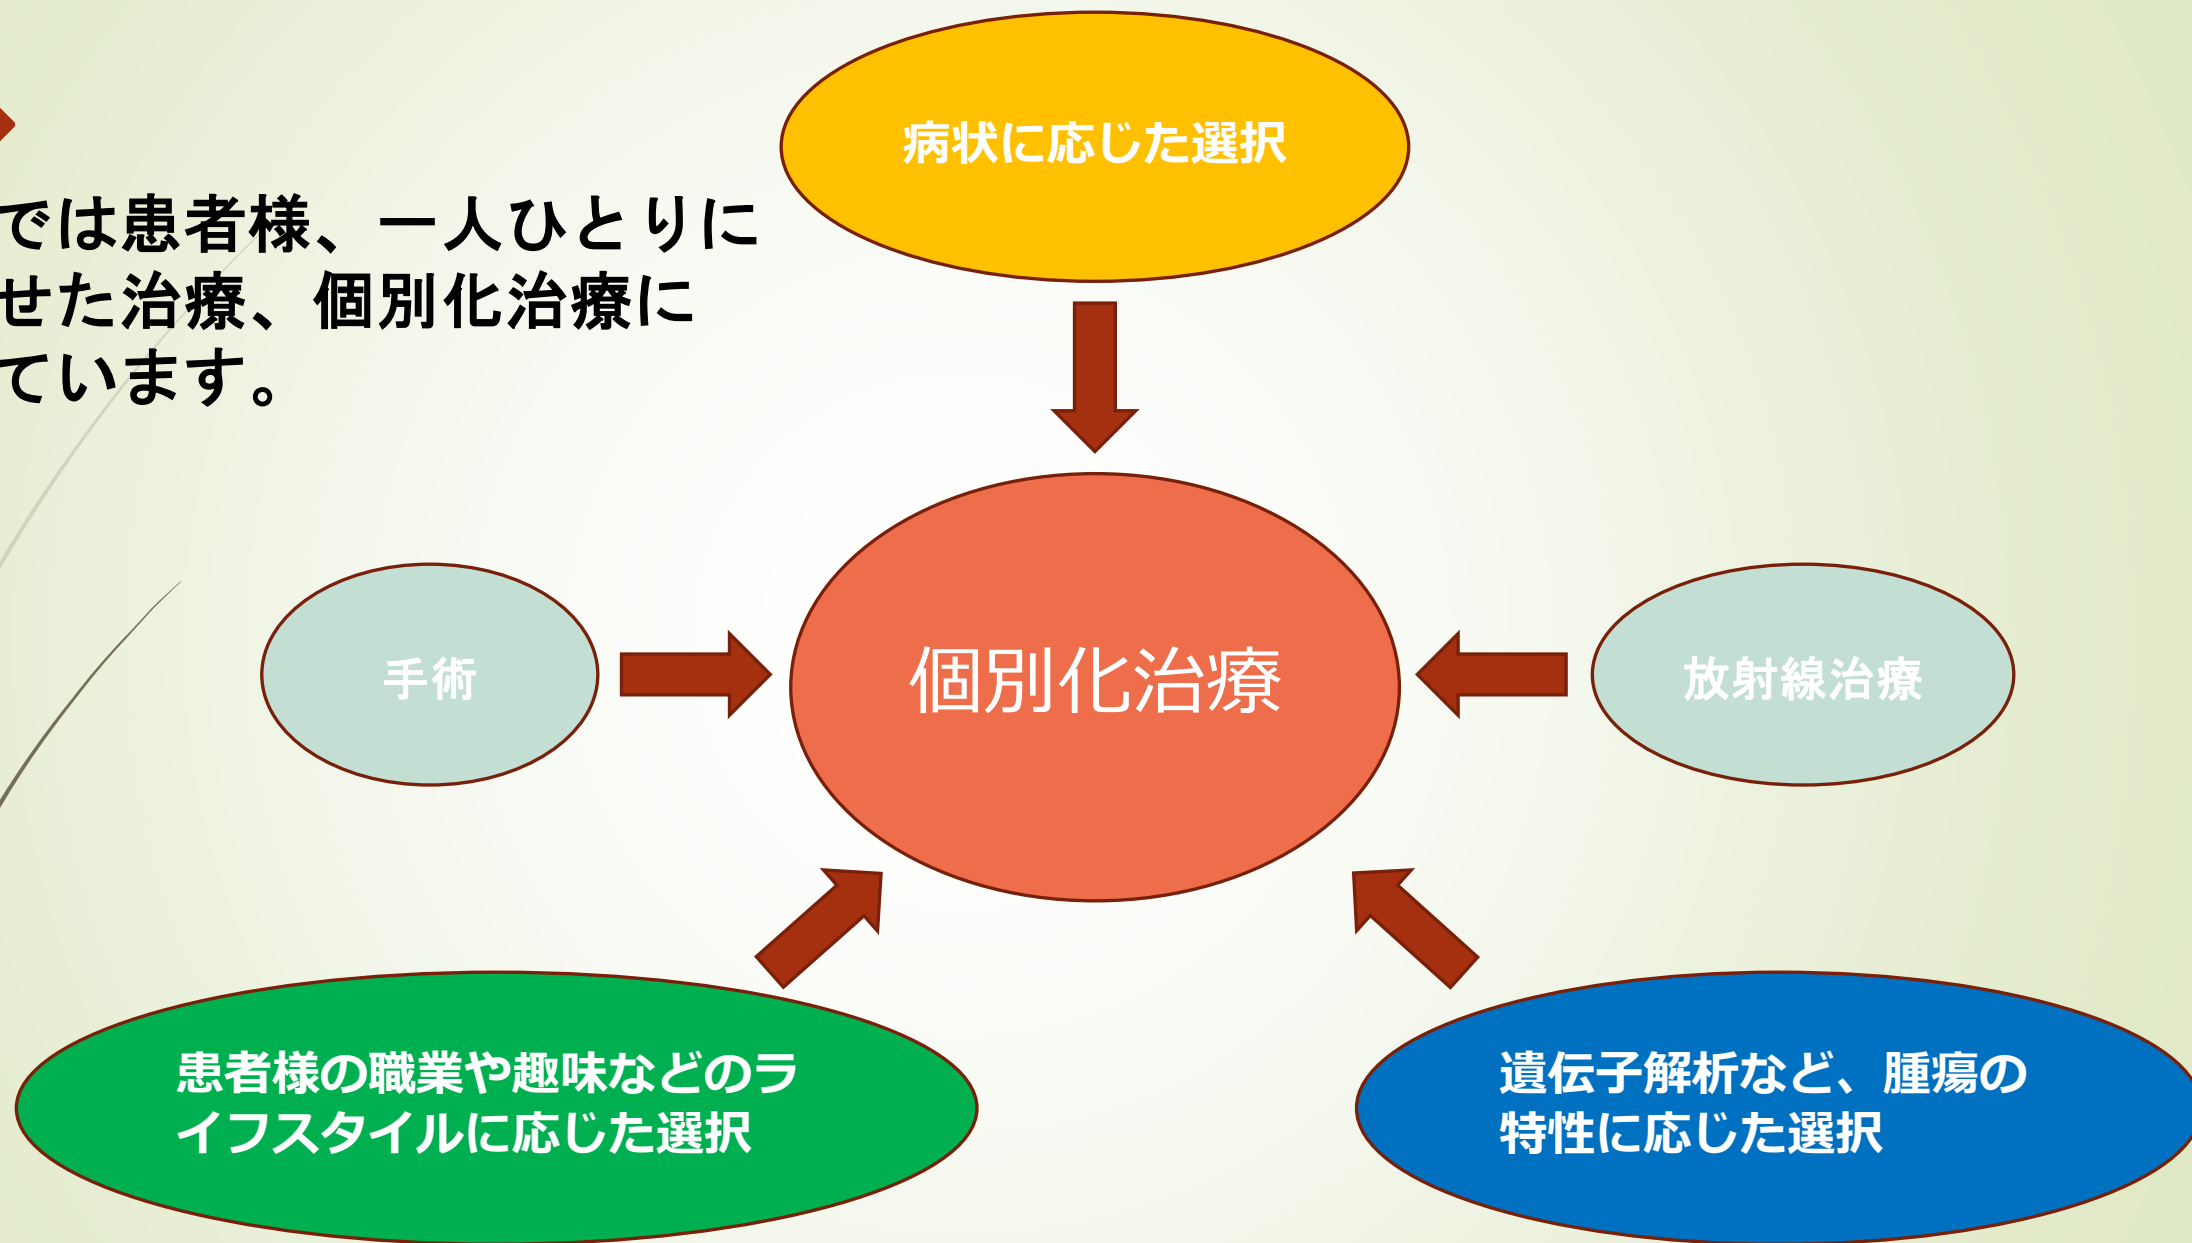 病状に応じた選択
では患者様、一人ひとりに
せた治療、個別化治療に
ています。
手術
個別化治療
放射線治療
患者様の職業や趣味などのラ
イフスタイルに応じた選択
遺伝子解析など、腫瘍の
特性に応じた選択